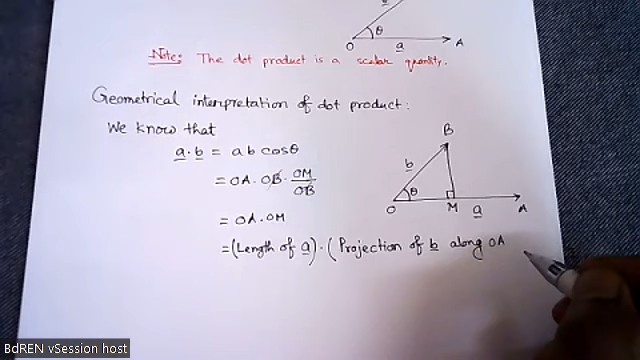 O θ a A
Note: The dot product is a scalar quantity.
Geometrical interpretation of dot product:
We know that
a · b = a b cosθ
= OA · OB · OM/OB
= OA · OM
= (Length of a) · ( Projection of b along OA
B
b
θ
O M a A
BdREN vSession host